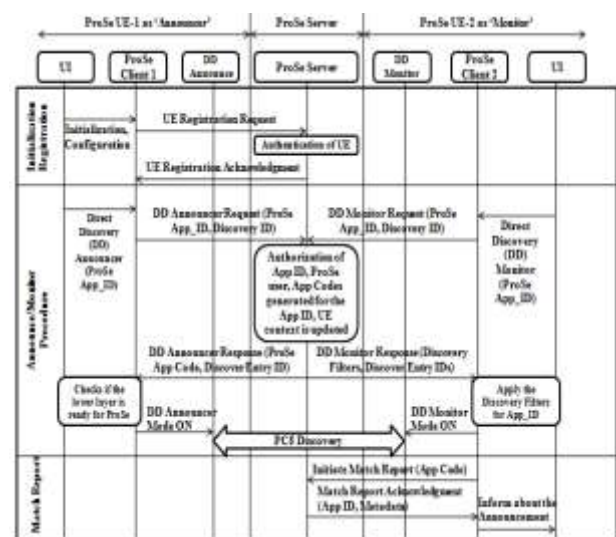 ProSe UE-1 as 'Announcer'
ProSe Server
ProSe UE-2 as 'Monitor'
UI
ProSe
Client 1
DD
Announce
ProSe Server
DD
Monitor
ProSe
Client 2
UI
Initialization
Registration
Initialization,
Configuration
UE Registration Request
Authentication of UE
UE Registration Acknowledgment
Announce/Monitor
Procedure
Direct
Discovery
(DD)
Announcer
(ProSe
App_ID)
DD Announcer Request (ProSe
App_ID, Discovery ID)
DD Monitor Request (ProSe
App_ID, Discovery ID)
Direct
Discovery
(DD)
Monitor
(ProSe
App_ID)
Authorization of
App ID, ProSe
user, App Codes
generated for the
App ID, UE
context is updated
DD Announcer Response (ProSe
App Code, Discover Entry ID)
DD Monitor Response (Discovery
Filters, Discover Entry IDs)
Checks if the
lower layer is
ready for ProSe
Apply the
Discovery Filters
for App_ID
DD Announcer
Mode ON
DD Monitor
Mode ON
PC5 Discovery
Match Report
Initiate Match Report (App Code)
Match Report Acknowledgment
(App ID, Metadata)
Inform about the
Announcement